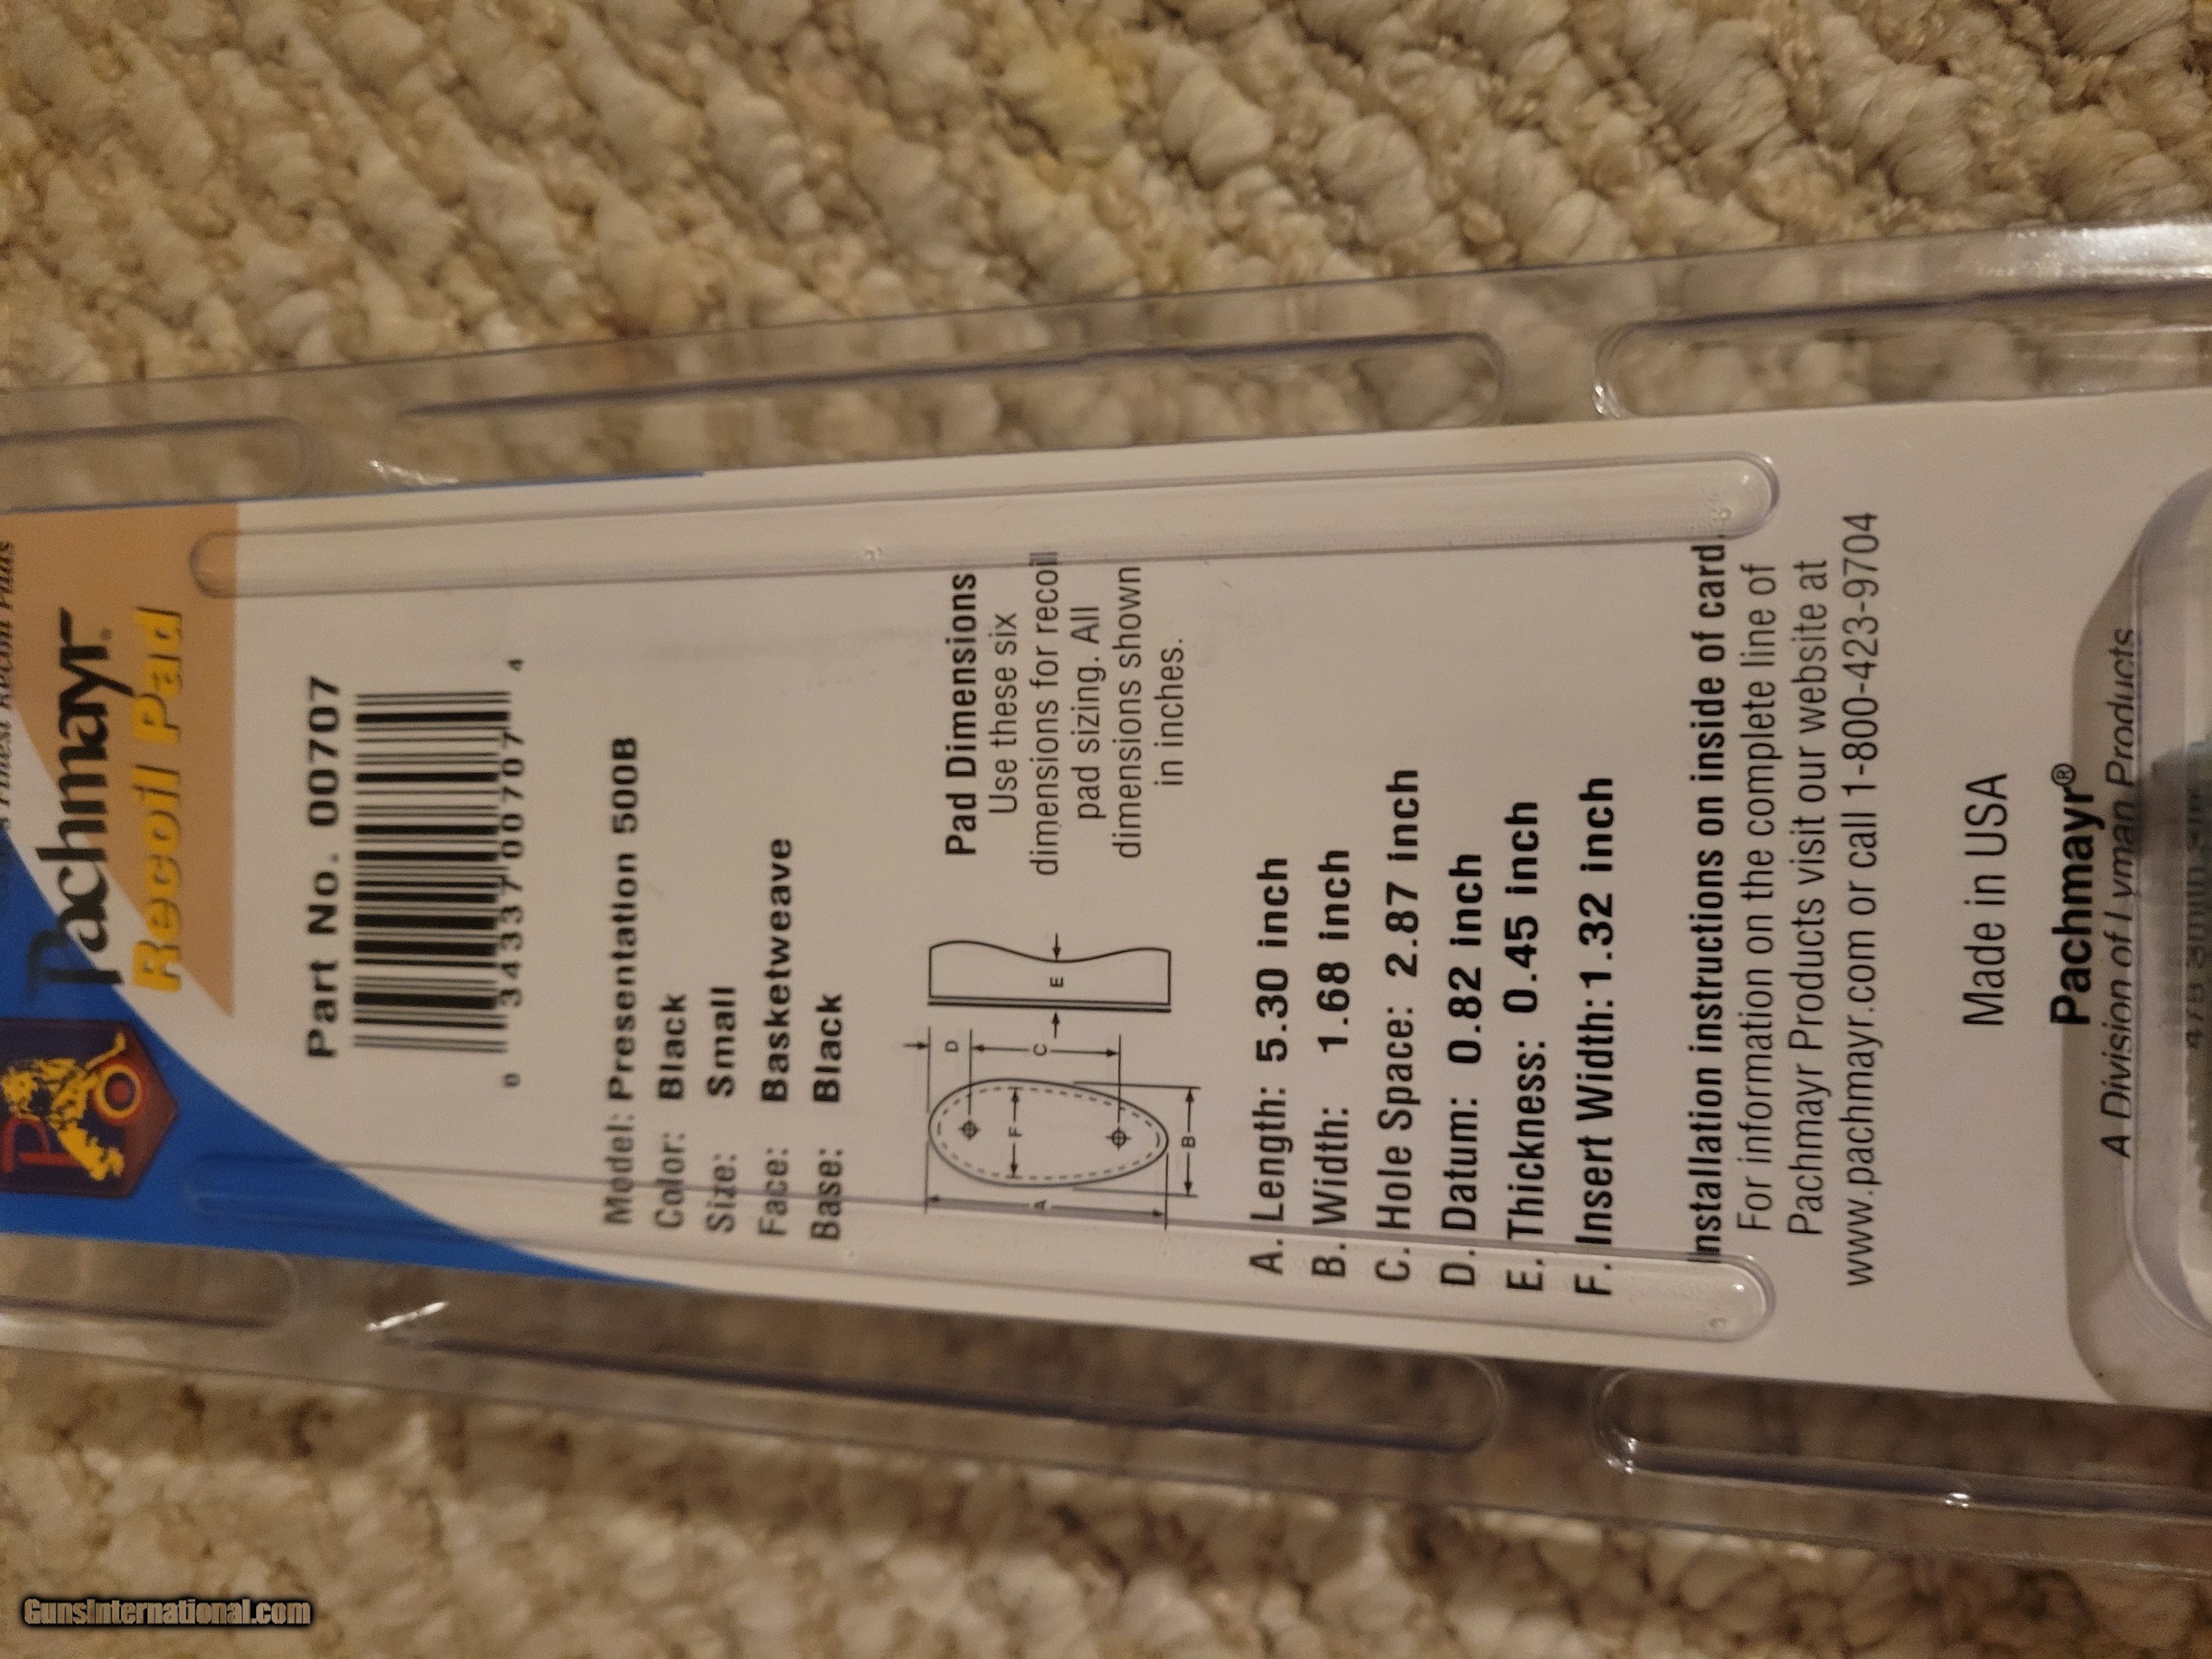 Finest Recoil Pads
Pachmayr
Recoil Pad
Part No. 00707
0 34337 00707 4
Model: Presentation 500B
Color: Black
Size: Small
Face: Basketweave
Base: Black
A
B
C
D
E
F
Pad Dimensions
Use these six
dimensions for recoil
pad sizing. All
dimensions shown
in inches.
A. Length: 5.30 inch
B. Width: 1.68 inch
C. Hole Space: 2.87 inch
D. Datum: 0.82 inch
E. Thickness: 0.45 inch
F. Insert Width: 1.32 inch
Installation instructions on inside of card.
For information on the complete line of
Pachmayr Products visit our website at
www.pachmayr.com or call 1-800-423-9704
Made in USA
Pachmayr®
A Division of Lyman Products
GunsInternational.com